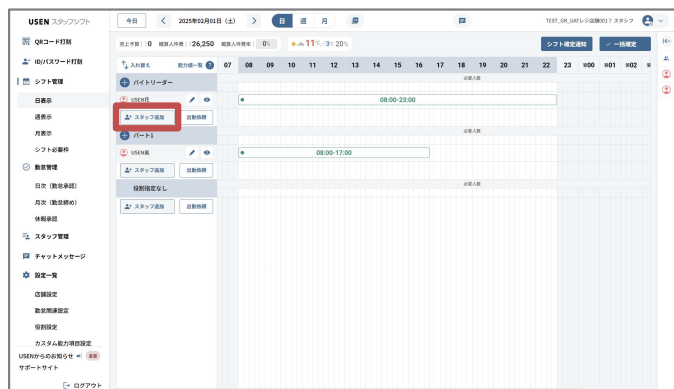 USEN スタッフシフト
今日 2025年02月01日 (土) 日 週 月 TEST_GR_UATレジ店舗0017 スタシフ
QRコード打刻
ID/パスワード打刻
シフト管理
日表示
週表示
月表示
シフト必要枠
勤怠管理
日次 (勤怠承認)
月次 (勤怠締め)
休暇承認
スタッフ管理
チャットメッセージ
設定一覧
店舗設定
勤怠関連設定
役割設定
カスタム能力項目設定
USENからのお知らせ 重要
サポートサイト
ログアウト
売上予算: 0 概算人件費: 26,250 概算人件費率: 0% 11℃/3℃ 20% シフト確定通知 一括確定
入れ替え 能力値一覧 ? 07 08 09 10 11 12 13 14 15 16 17 18 19 20 21 22 23 翌00 翌01 翌02 翌
バイトリーダー 必要人数
USEN花 08:00-23:00
スタッフ追加 出勤依頼
パート1 必要人数
USEN風 08:00-17:00
スタッフ追加 出勤依頼
役割指定なし 必要人数
スタッフ追加 出勤依頼